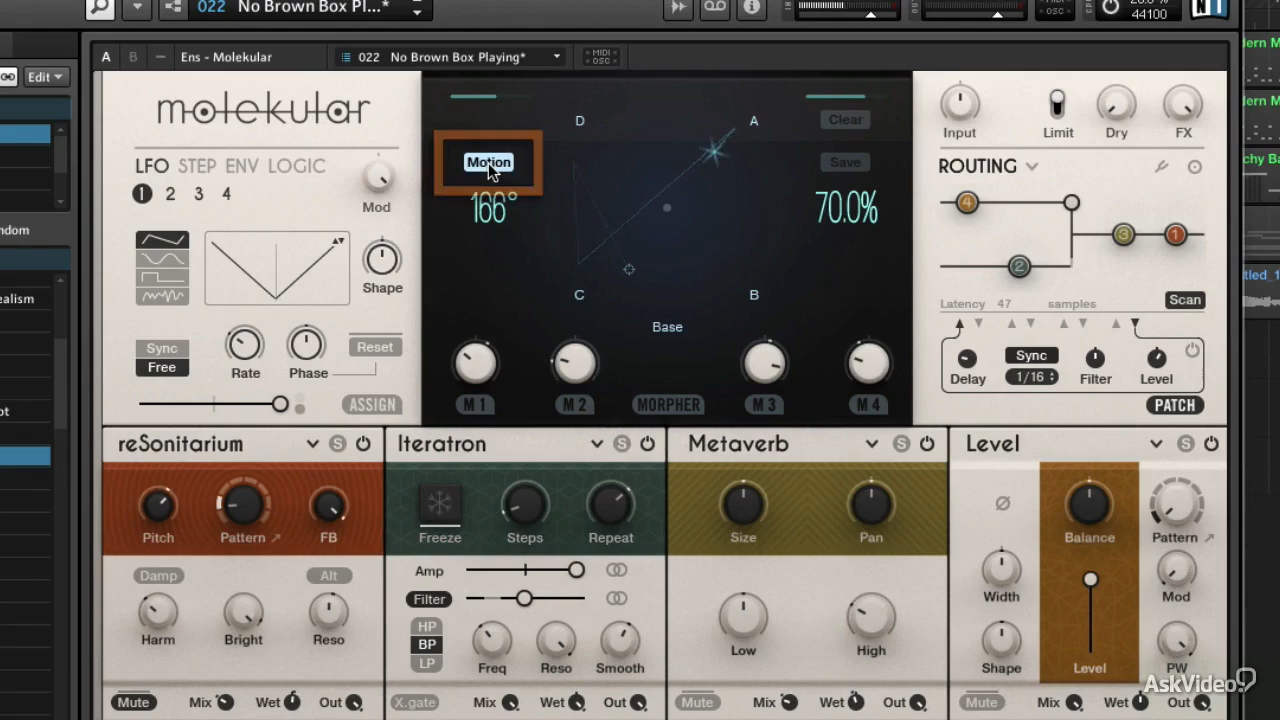 022 No Brown Box Pl...*
44100
MIDI OSC
A B Ens - Molekular
022 No Brown Box Playing*
Edit
ndom
ealism
ot
molekular
LFO STEP ENV LOGIC
1 2 3 4
Mod
Shape
Sync
Free
Rate
Phase
Reset
ASSIGN
D A
Clear
Motion
Save
166°
70.0%
C B
Base
M 1 M 2 MORPHER M 3 M 4
Input Limit Dry FX
ROUTING
4
3 1
2
Latency 47 samples
Scan
Sync
1/16
Delay Filter Level
PATCH
reSonitarium S
Pitch Pattern FB
Damp Alt
Harm Bright Reso
Mute Mix Wet Out
Iteratron S
Freeze Steps Repeat
Amp
Filter
HP
BP
LP
Freq Reso Smooth
X.gate Mix Wet Out
Metaverb S
Size Pan
Low High
Mute Mix Wet Out
Level S
Balance
Pattern
Width
Mod
Shape
Level
PW
Mute Mix Wet Out
AskVideo